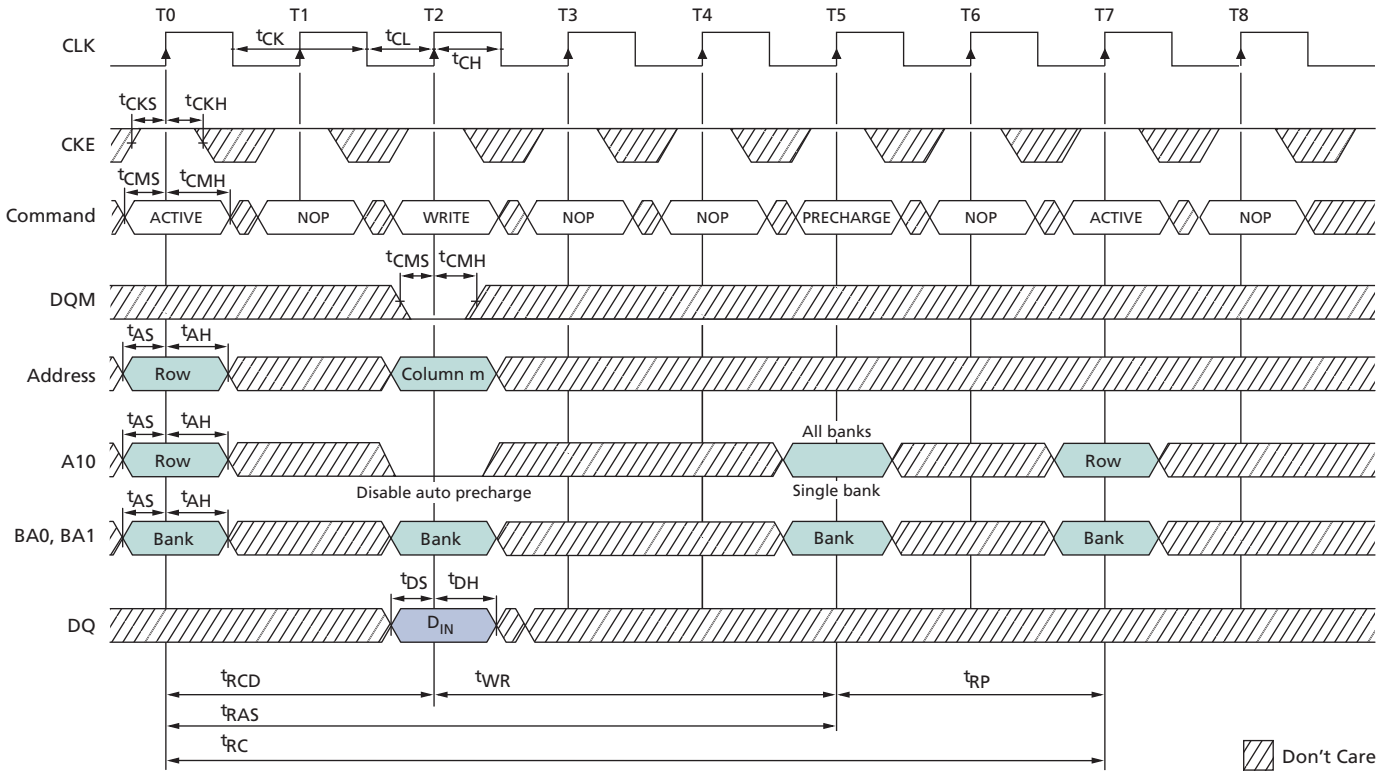 T0 T1 T2 T3 T4 T5 T6 T7 T8
CLK
tCK tCL
tCH
tCKS tCKH
CKE
tCMS tCMH
Command ACTIVE NOP WRITE NOP NOP PRECHARGE NOP ACTIVE NOP
tCMS tCMH
DQM
tAS tAH
Address Row Column m
tAS tAH All banks
A10 Row Row
Disable auto precharge Single bank
tAS tAH
BA0, BA1 Bank Bank Bank Bank
tDS tDH
DQ DIN
tRCD tWR tRP
tRAS
tRC
Don't Care